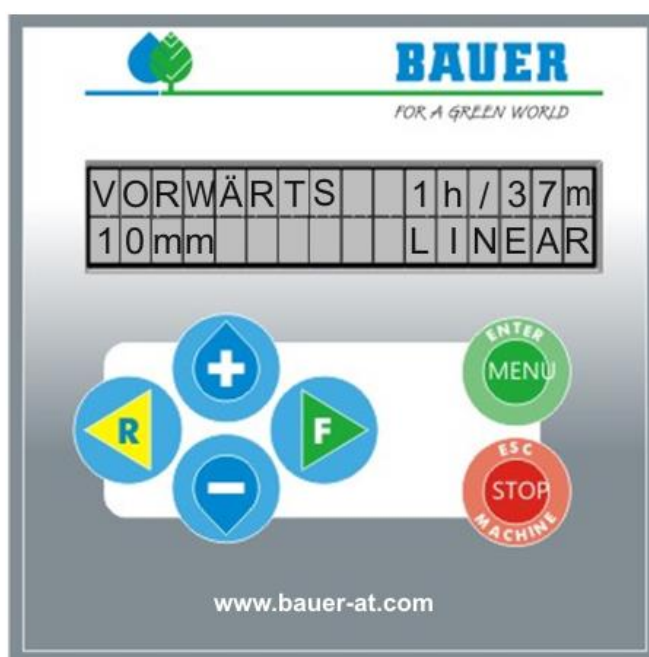 BAUER
FOR A GREEN WORLD
VORWÄRTS 1h/37m
10mm LINEAR
+
ENTER
MENU
R
F
-
ESC
STOP
MACHINE
www.bauer-at.com